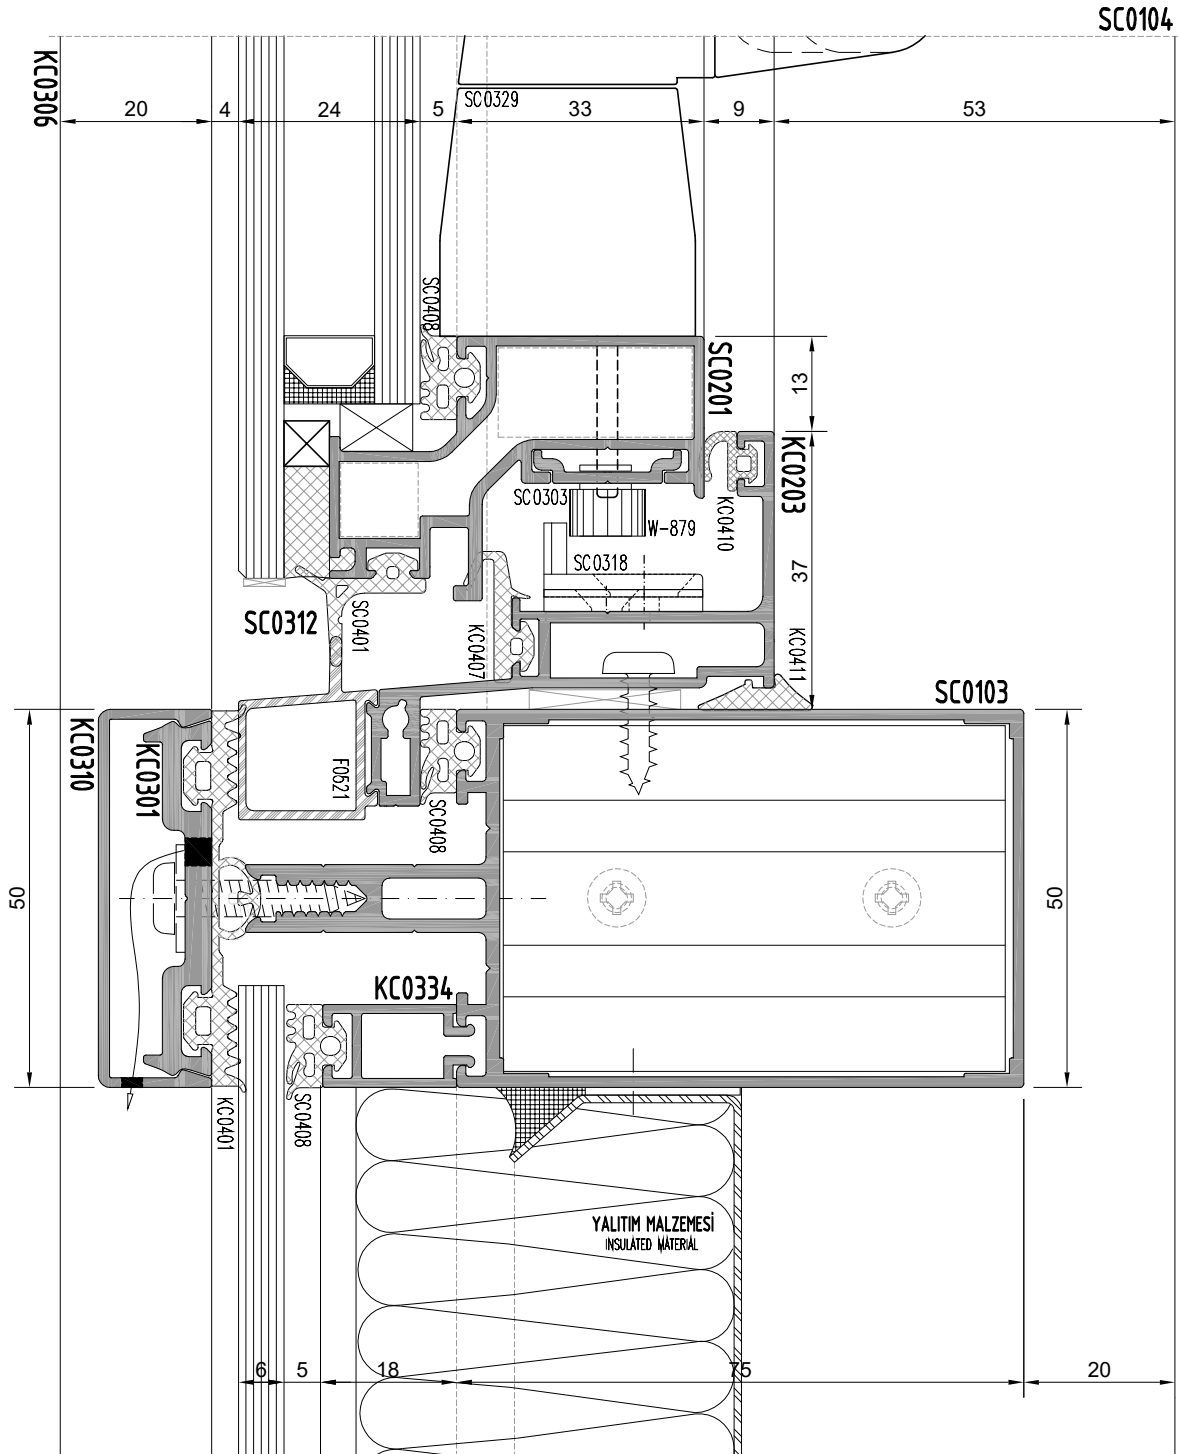 SC0104
KC0306
20
4
24
5
33
9
53
SC0329
SC0408
SC0201
13
KC0203
SC0303
W-879
KC0410
SC0318
37
SC0312
SC0401
KC0407
KC0411
SC0103
KC0310
KC0301
F0521
SC0408
50
50
KC0334
KC0401
SC0408
YALITIM MALZEMESİ
INSULATED MATERIAL
6
5
18
75
20